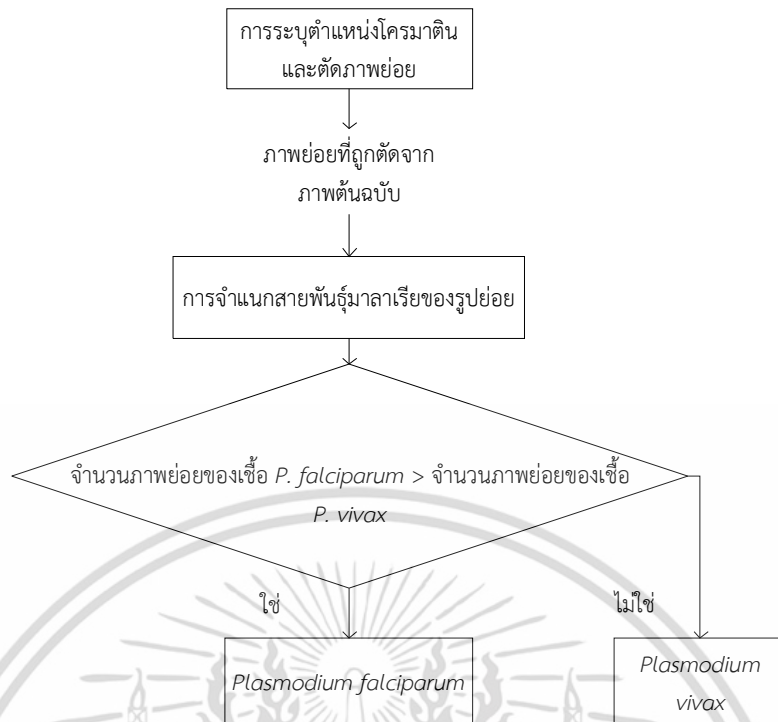 การระบุตำแหน่งโครมาติน
และตัดภาพย่อย
ภาพย่อยที่ถูกตัดจาก
ภาพต้นฉบับ
การจำแนกสายพันธุ์มาลาเรียของรูปย่อย
จำนวนภาพย่อยของเชื้อ P. falciparum > จำนวนภาพย่อยของเชื้อ
P. vivax
ใช่
ไม่ใช่
Plasmodium falciparum
Plasmodium
vivax